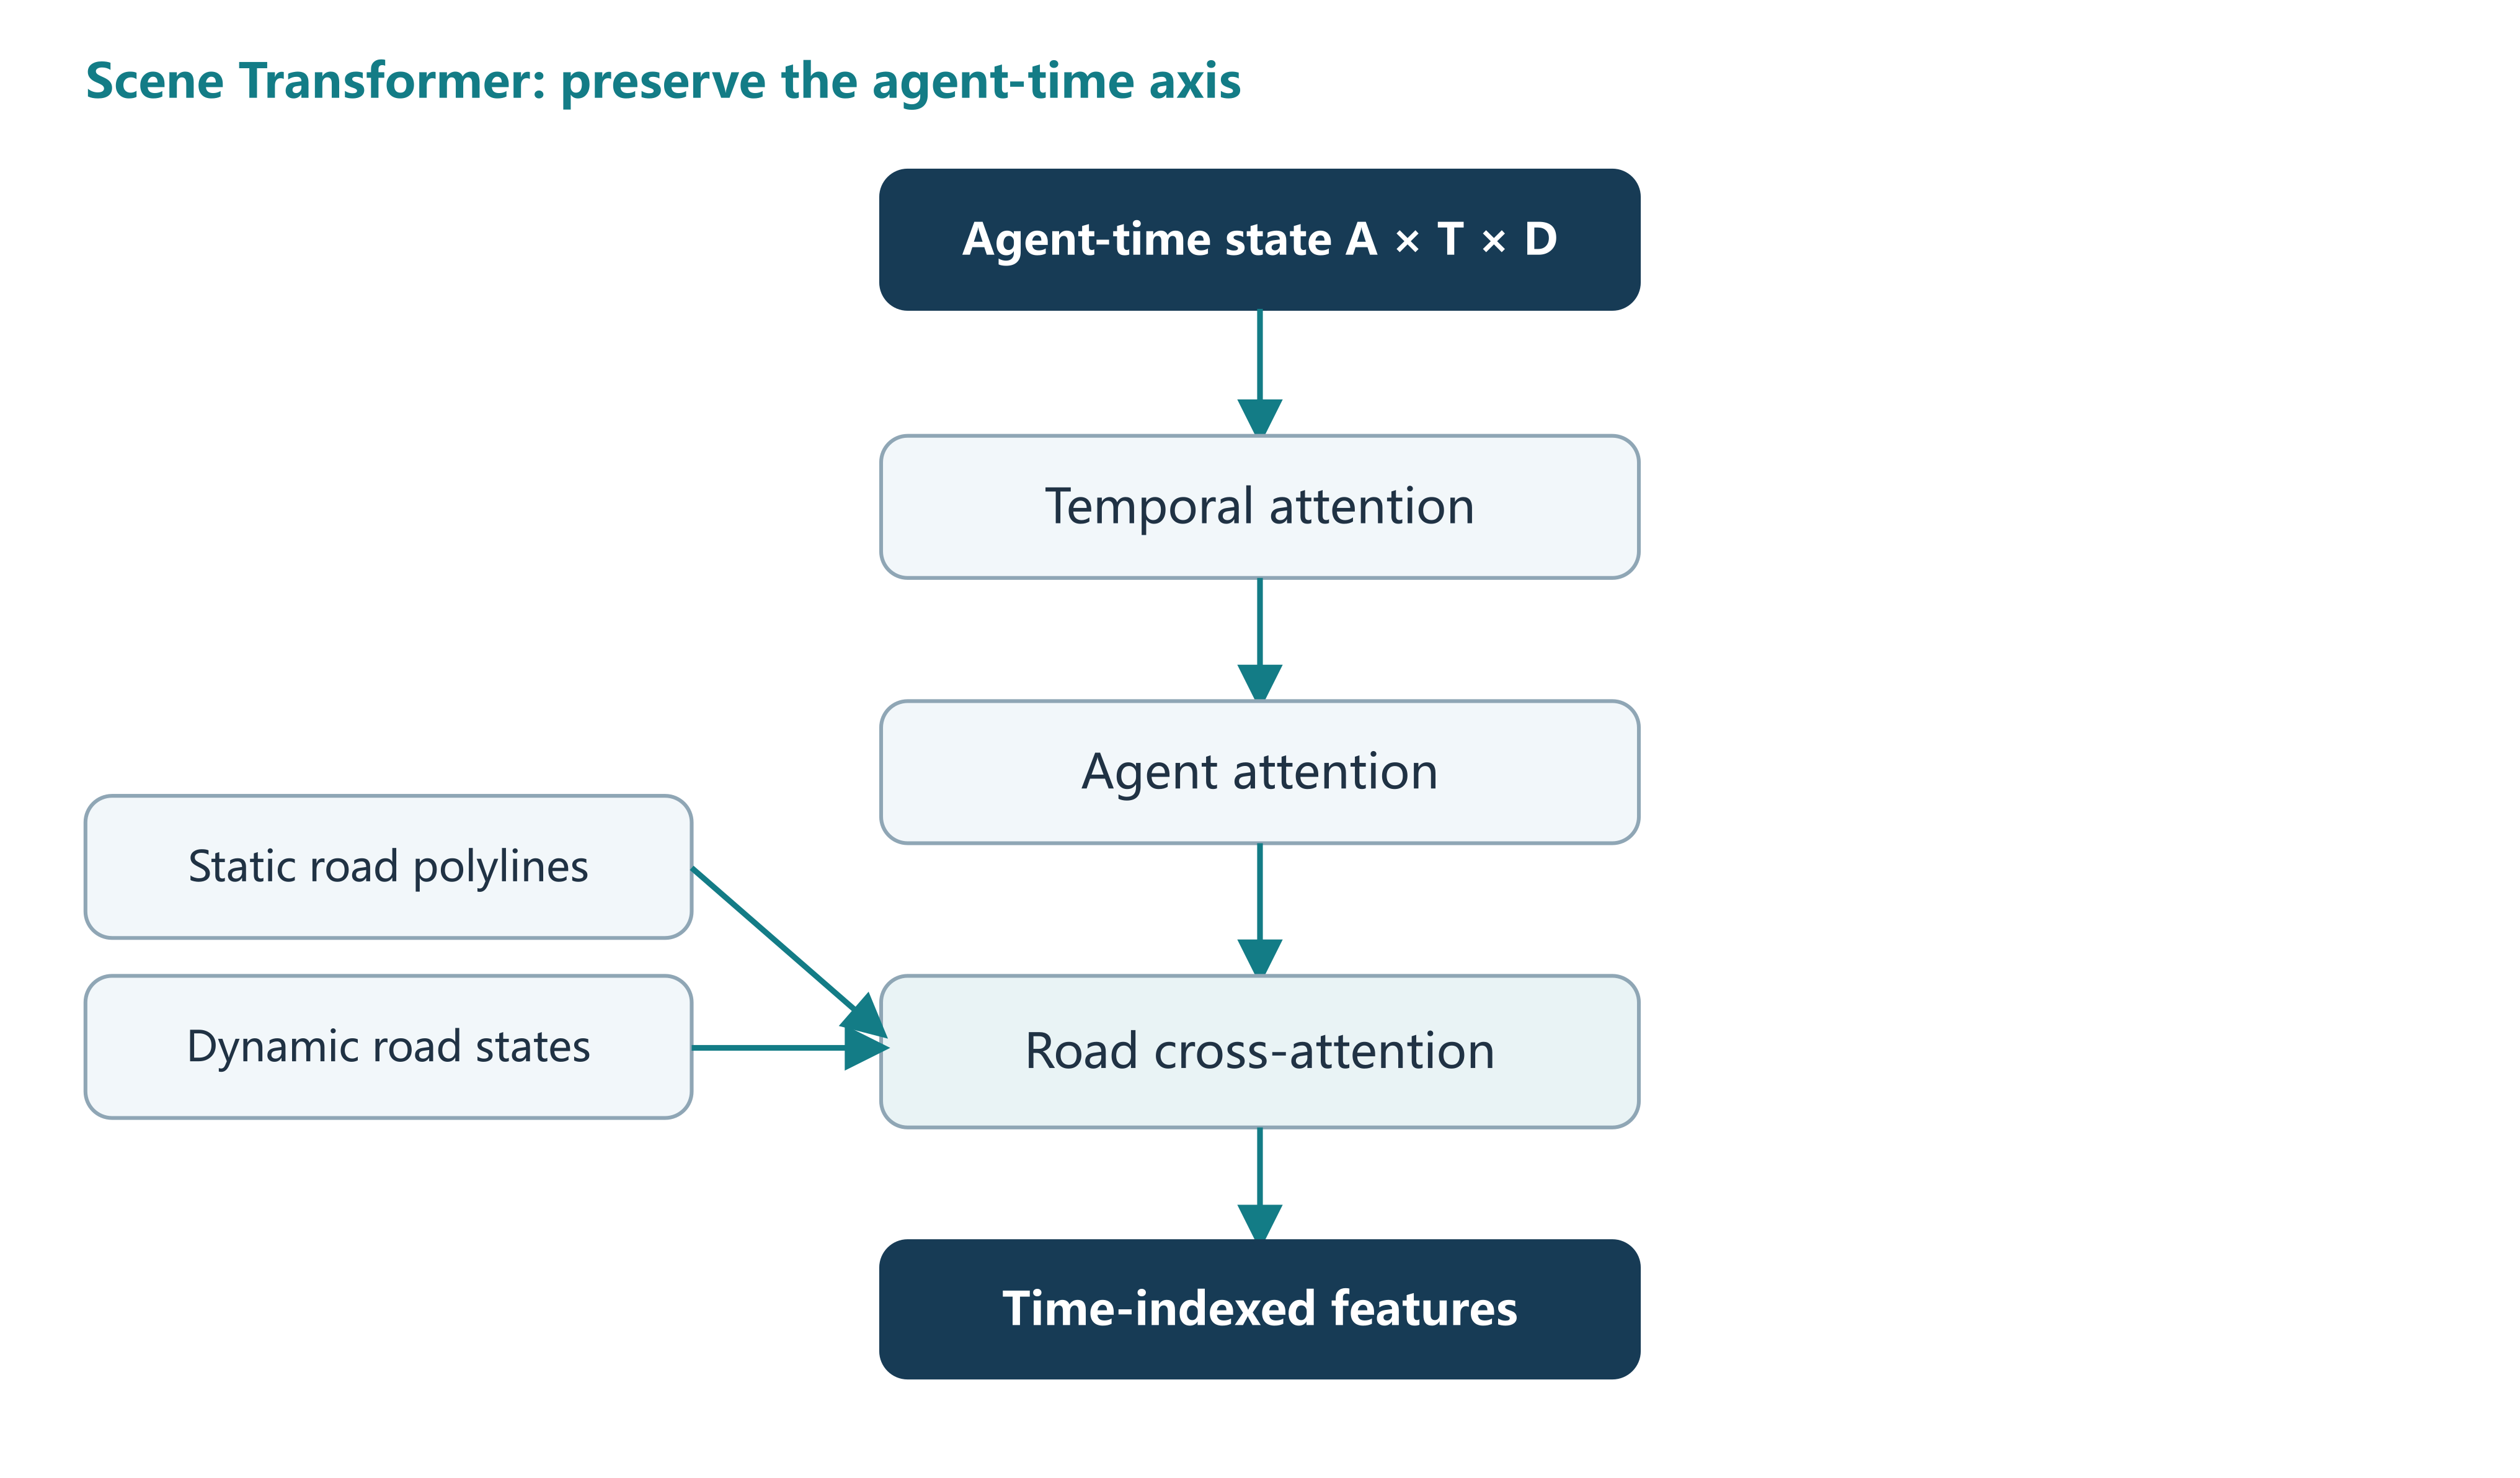 Scene Transformer: preserve the agent-time axis
Agent-time state A × T × D
Temporal attention
Agent attention
Static road polylines
Dynamic road states
Road cross-attention
Time-indexed features